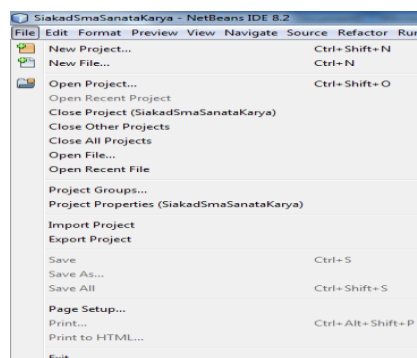 SiakadSmaSanataKarya - NetBeans IDE 8.2
File Edit Format Preview View Navigate Source Refactor Run
New Project... Ctrl+Shift+N
New File... Ctrl+N
Open Project... Ctrl+Shift+O
Open Recent Project
Close Project (SiakadSmaSanataKarya)
Close Other Projects
Close All Projects
Open File...
Open Recent File
Project Groups...
Project Properties (SiakadSmaSanataKarya)
Import Project
Export Project
Save Ctrl+S
Save As...
Save All Ctrl+Shift+S
Page Setup...
Print... Ctrl+Alt+Shift+P
Print to HTML...
Exit